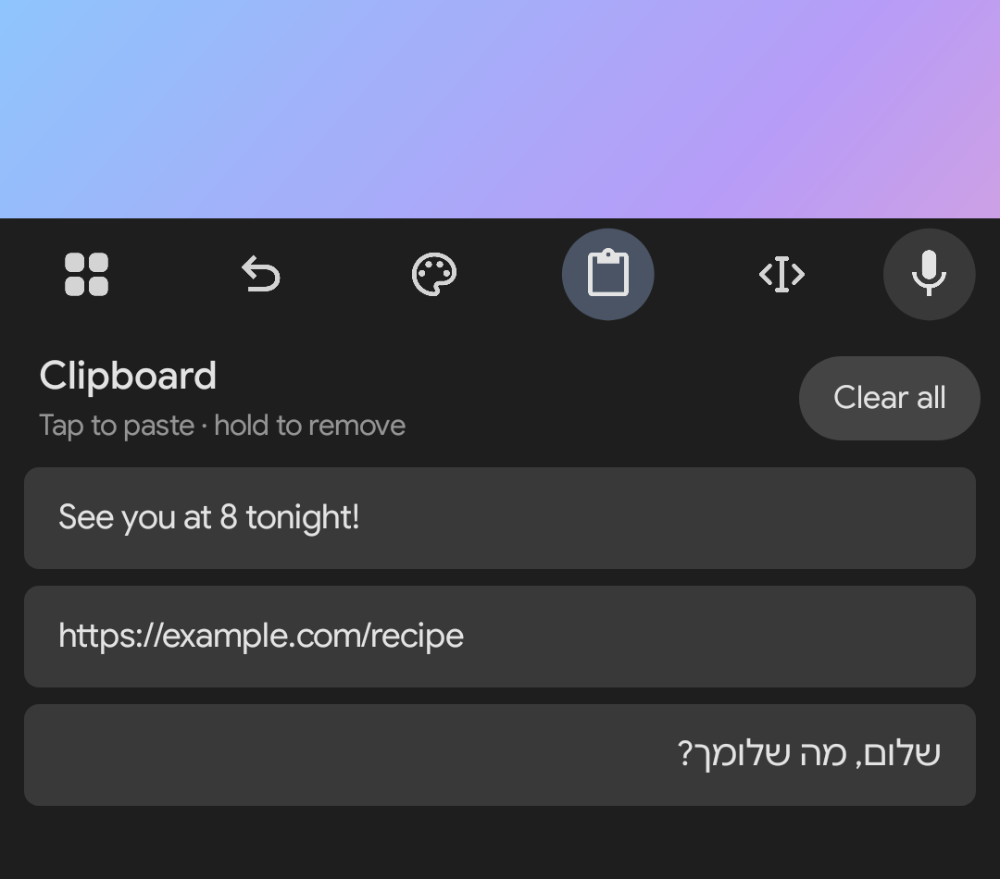 Clipboard
Tap to paste · hold to remove
Clear all
See you at 8 tonight!
https://example.com/recipe
שלום, מה שלומך?